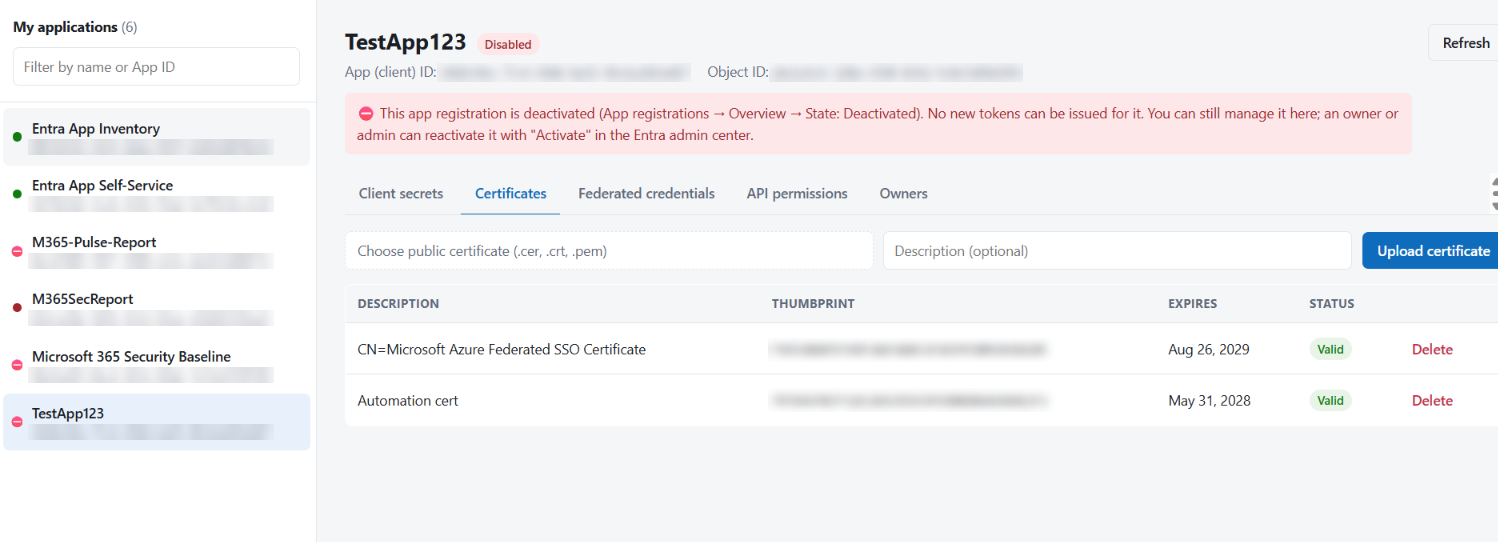 My applications (6)
Filter by name or App ID
Entra App Inventory
Entra App Self-Service
M365-Pulse-Report
M365SecReport
Microsoft 365 Security Baseline
TestApp123
TestApp123 Disabled
Refresh
App (client) ID: Object ID:
This app registration is deactivated (App registrations → Overview → State: Deactivated). No new tokens can be issued for it. You can still manage it here; an owner or
admin can reactivate it with "Activate" in the Entra admin center.
Client secrets Certificates Federated credentials API permissions Owners
Choose public certificate (.cer, .crt, .pem) Description (optional) Upload certificate
DESCRIPTION THUMBPRINT EXPIRES STATUS
CN=Microsoft Azure Federated SSO Certificate Aug 26, 2029 Valid Delete
Automation cert May 31, 2028 Valid Delete